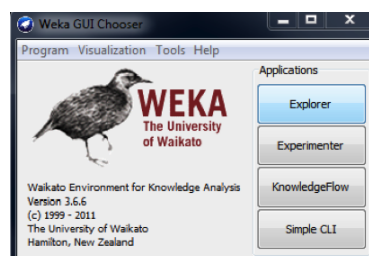 Weka GUI Chooser
Program Visualization Tools Help
Applications
WEKA
The University
of Waikato
Explorer
Experimenter
KnowledgeFlow
Simple CLI
Waikato Environment for Knowledge Analysis
Version 3.6.6
(c) 1999 - 2011
The University of Waikato
Hamilton, New Zealand